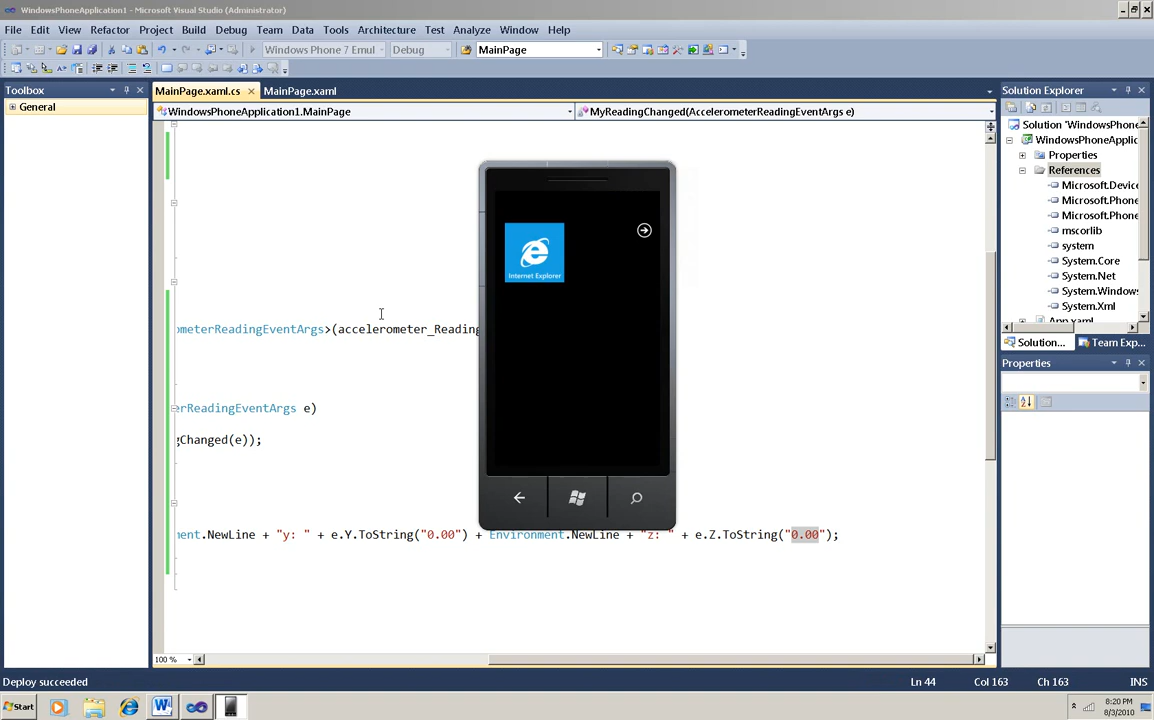 WindowsPhoneApplication1 - Microsoft Visual Studio (Administrator)
File Edit View Refactor Project Build Debug Team Data Tools Architecture Test Analyze Window Help
Windows Phone 7 Emul Debug MainPage
Toolbox MainPage.xaml.cs MainPage.xaml Solution Explorer
General WindowsPhoneApplication1.MainPage MyReadingChanged(AccelerometerReadingEventArgs e)
Solution "WindowsPhone
WindowsPhoneApplic
Properties
References
Microsoft.Device
Microsoft.Phone
Microsoft.Phone
mscorlib
system
System.Core
System.Net
System.Windows
System.Xml
App.xaml
Internet Explorer
ometerReadingEventArgs>(accelerometer_Reading
Solution... Team Exp...
Properties
erReadingEventArgs e)
gChanged(e));
ment.NewLine + "y: " + e.Y.ToString("0.00") + Environment.NewLine + "z: " + e.Z.ToString("0.00");
100 %
Deploy succeeded Ln 44 Col 163 Ch 163 INS
Start 8:20 PM
8/3/2010